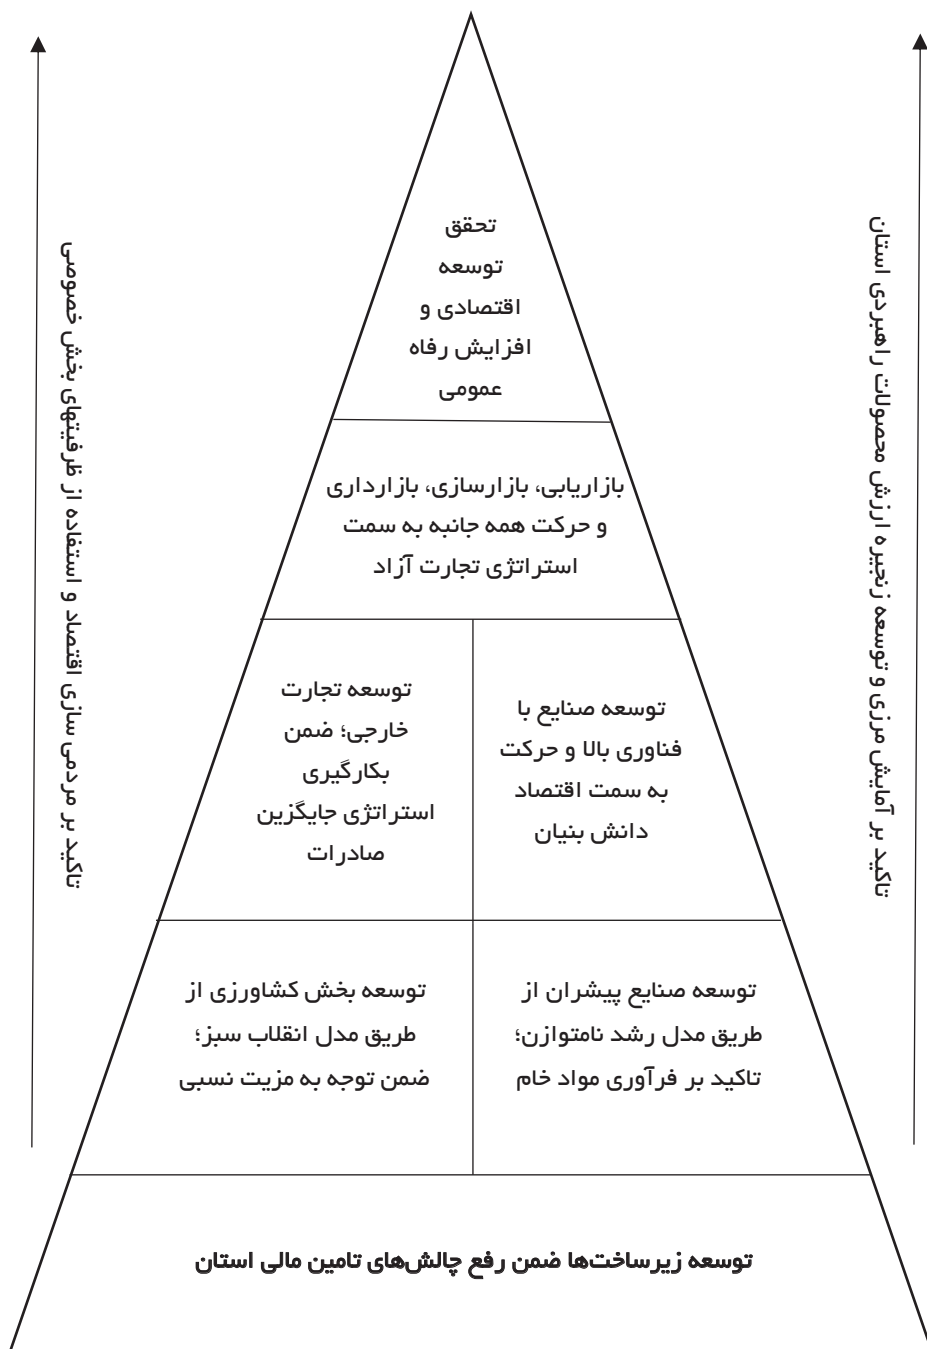 تحقق
توسعه
اقتصادی و
افزایش رفاه
عمومی
بازاریابی، بازارسازی، بازارداری
و حرکت همه جانبه به سمت
استراتژی تجارت آزاد
توسعه صنایع با
فناوری بالا و حرکت
به سمت اقتصاد
دانش بنیان
توسعه تجارت
خارجی؛ ضمن
بکارگیری
استراتژی جایگزین
صادرات
توسعه صنایع پیشران از
طریق مدل رشد نامتوازن؛
تاکید بر فرآوری مواد خام
توسعه بخش کشاورزی از
طریق مدل انقلاب سبز؛
ضمن توجه به مزیت نسبی
توسعه زیرساخت‌ها ضمن رفع چالش‌های تامین مالی استان
تاکید بر آمایش مرزی و توسعه زنجیره ارزش محصولات راهبردی استان
تاکید بر مردمی سازی اقتصاد و استفاده از ظرفیتهای بخش خصوصی